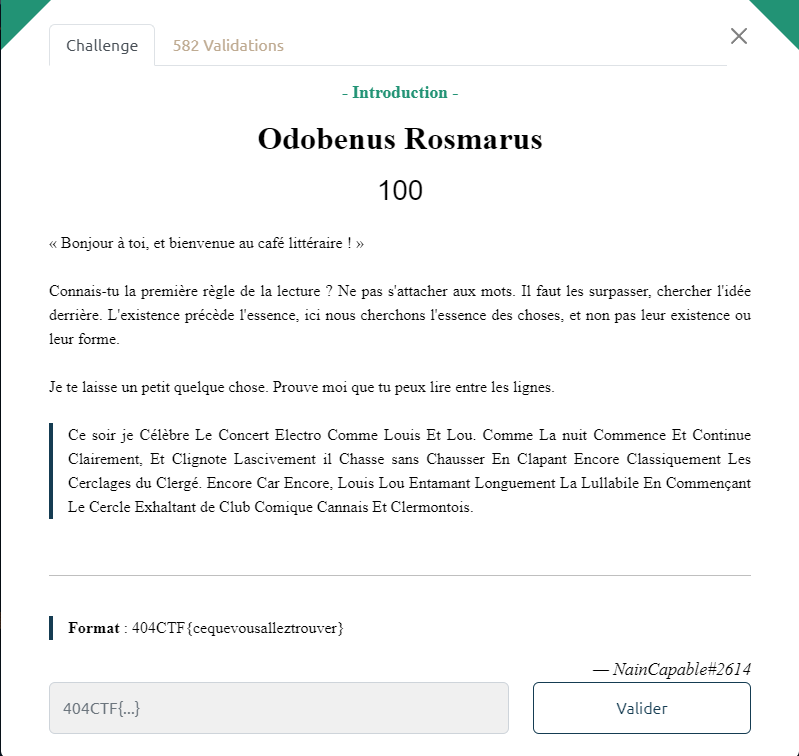 Challenge
582 Validations
- Introduction -
Odobenus Rosmarus
100
« Bonjour à toi, et bienvenue au café littéraire ! »
Connais-tu la première règle de la lecture ? Ne pas s'attacher aux mots. Il faut les surpasser, chercher l'idée
derrière. L'existence précède l'essence, ici nous cherchons l'essence des choses, et non pas leur existence ou
leur forme.
Je te laisse un petit quelque chose. Prouve moi que tu peux lire entre les lignes.
Ce soir je Célèbre Le Concert Electro Comme Louis Et Lou. Comme La nuit Commence Et Continue
Clairement, Et Clignote Lascivement il Chasse sans Chausser En Clapant Encore Classiquement Les
Cerclages du Clergé. Encore Car Encore, Louis Lou Entamant Longuement La Lullabile En Commençant
Le Cercle Exhaltant de Club Comique Cannais Et Clermontois.
Format : 404CTF{cequevousalleztrouver}
— NainCapable#2614
404CTF{...}
Valider